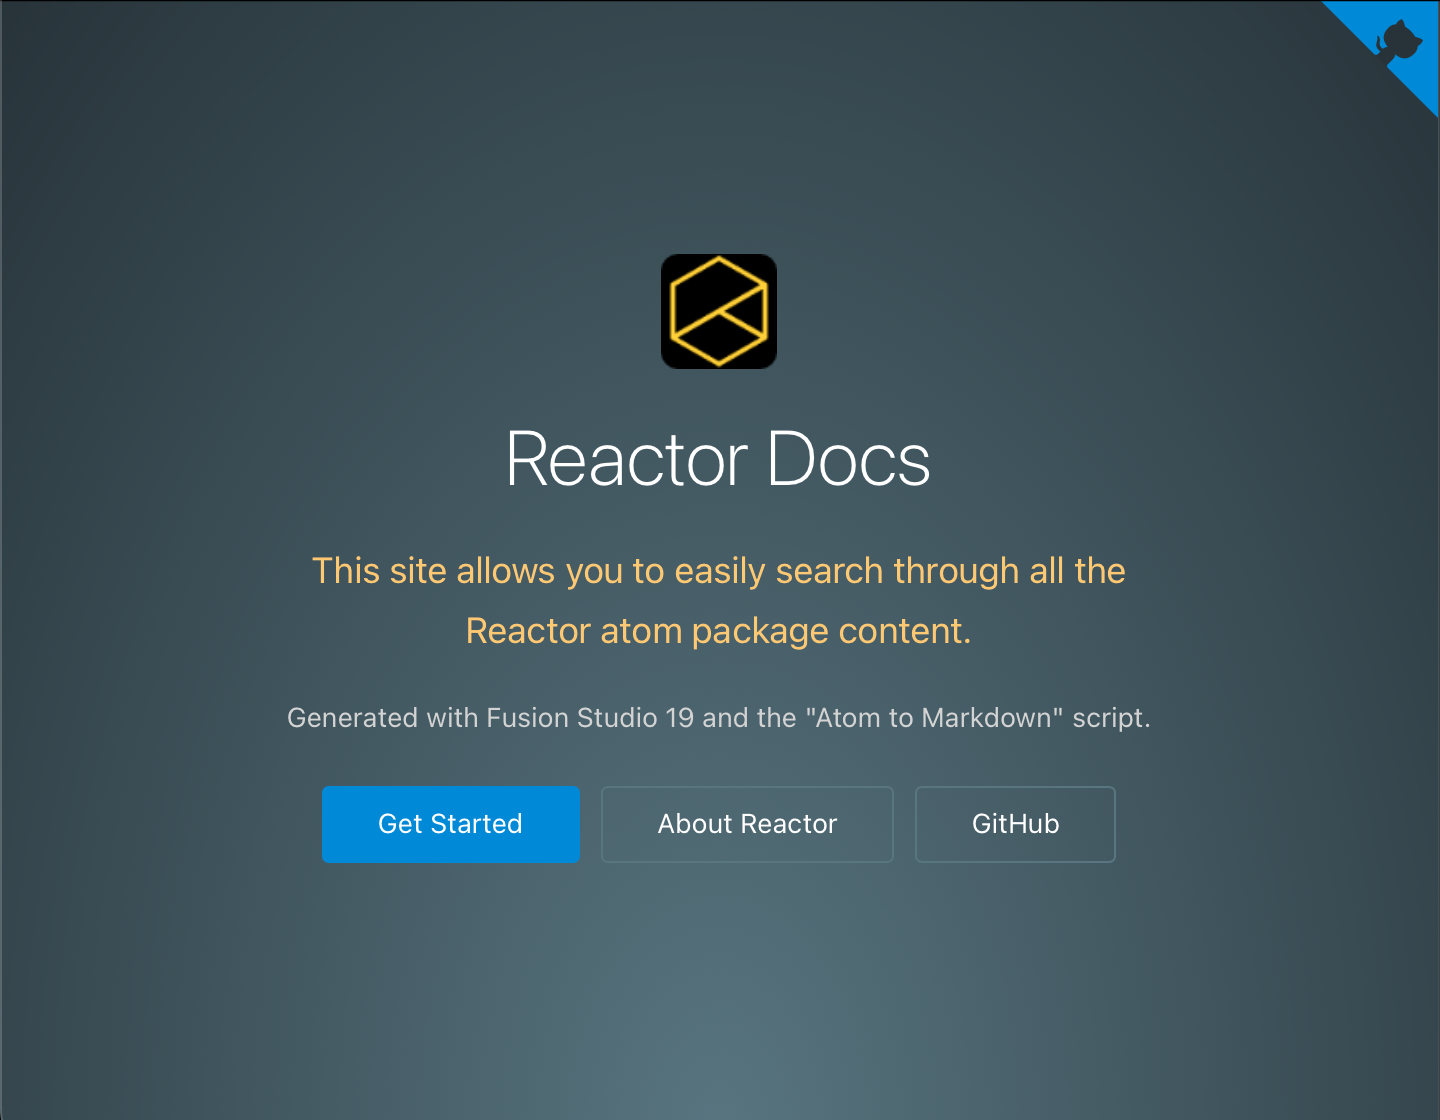 Reactor Docs
This site allows you to easily search through all the
Reactor atom package content.
Generated with Fusion Studio 19 and the "Atom to Markdown" script.
Get Started
About Reactor
GitHub